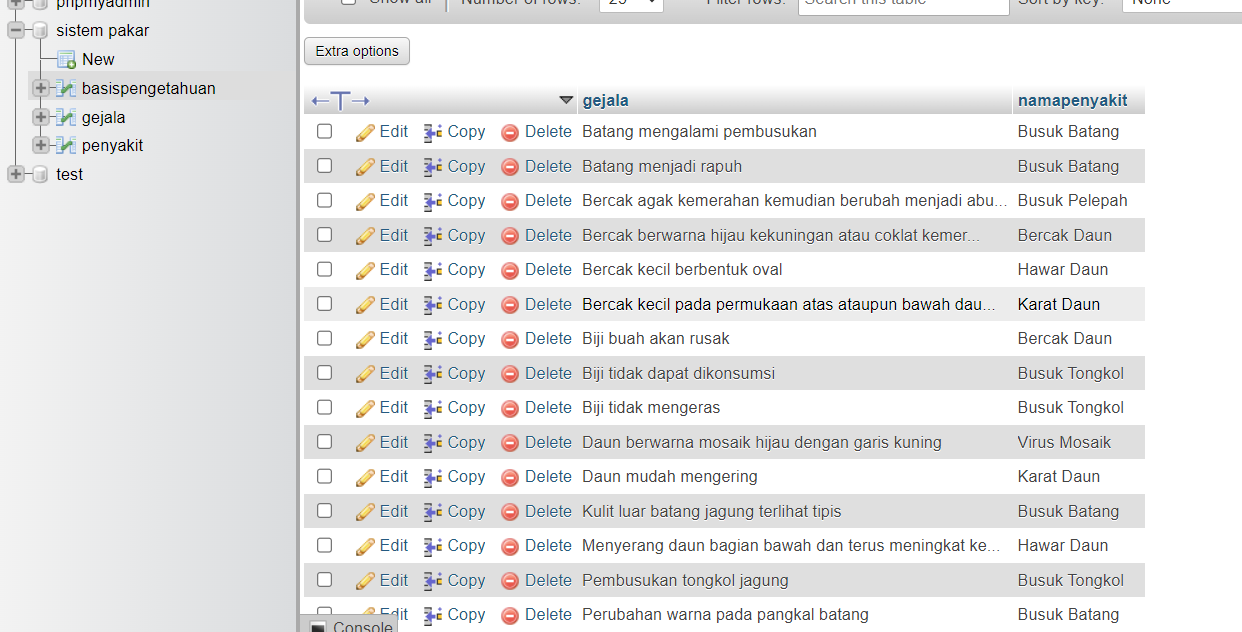 phpmyadmin
sistem pakar
New
basispengetahuan
gejala
penyakit
test
Show all Number of rows: 25 Filter rows: Search this table Sort by key: None
Extra options
gejala namapenyakit
Edit Copy Delete Batang mengalami pembusukan Busuk Batang
Edit Copy Delete Batang menjadi rapuh Busuk Batang
Edit Copy Delete Bercak agak kemerahan kemudian berubah menjadi abu... Busuk Pelepah
Edit Copy Delete Bercak berwarna hijau kekuningan atau coklat kemer... Bercak Daun
Edit Copy Delete Bercak kecil berbentuk oval Hawar Daun
Edit Copy Delete Bercak kecil pada permukaan atas ataupun bawah dau... Karat Daun
Edit Copy Delete Biji buah akan rusak Bercak Daun
Edit Copy Delete Biji tidak dapat dikonsumsi Busuk Tongkol
Edit Copy Delete Biji tidak mengeras Busuk Tongkol
Edit Copy Delete Daun berwarna mosaik hijau dengan garis kuning Virus Mosaik
Edit Copy Delete Daun mudah mengering Karat Daun
Edit Copy Delete Kulit luar batang jagung terlihat tipis Busuk Batang
Edit Copy Delete Menyerang daun bagian bawah dan terus meningkat ke... Hawar Daun
Edit Copy Delete Pembusukan tongkol jagung Busuk Tongkol
Edit Copy Delete Perubahan warna pada pangkal batang Busuk Batang
Console